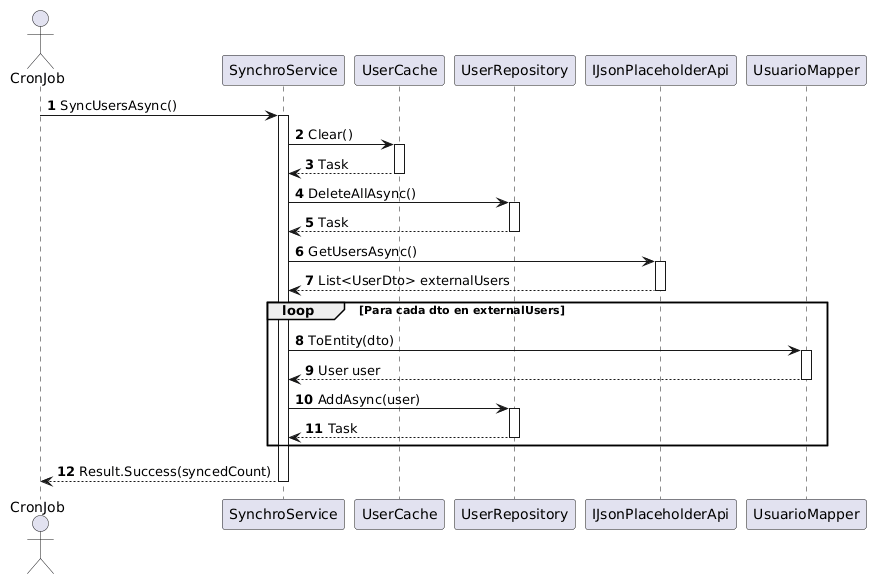 CronJob
SynchroService
UserCache
UserRepository
IJsonPlaceholderApi
UsuarioMapper
1 SyncUsersAsync()
2 Clear()
3 Task
4 DeleteAllAsync()
5 Task
6 GetUsersAsync()
7 List<UserDto> externalUsers
loop [Para cada dto en externalUsers]
8 ToEntity(dto)
9 User user
10 AddAsync(user)
11 Task
12 Result.Success(syncedCount)
CronJob
SynchroService
UserCache
UserRepository
IJsonPlaceholderApi
UsuarioMapper